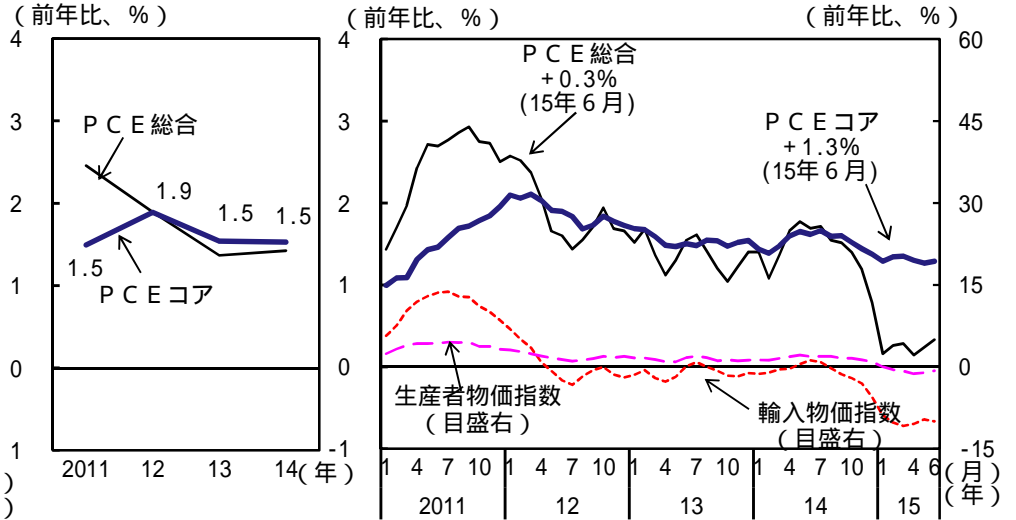 (前年比、%)
4
3
2
1
0
1
PCE総合
1.9
1.5
1.5
1.5
PCEコア
2011 12 13 14(年)
)
)
(前年比、%)
(前年比、%)
4
3
2
1
0
-1
60
45
30
15
0
-15
PCE総合
+0.3%
(15年6月)
PCEコア
+1.3%
(15年6月)
生産者物価指数
(目盛右)
輸入物価指数
(目盛右)
1 4 7 10 1 4 7 10 1 4 7 10 1 4 7 10 1 4 6(月)
2011 12 13 14 15 (年)